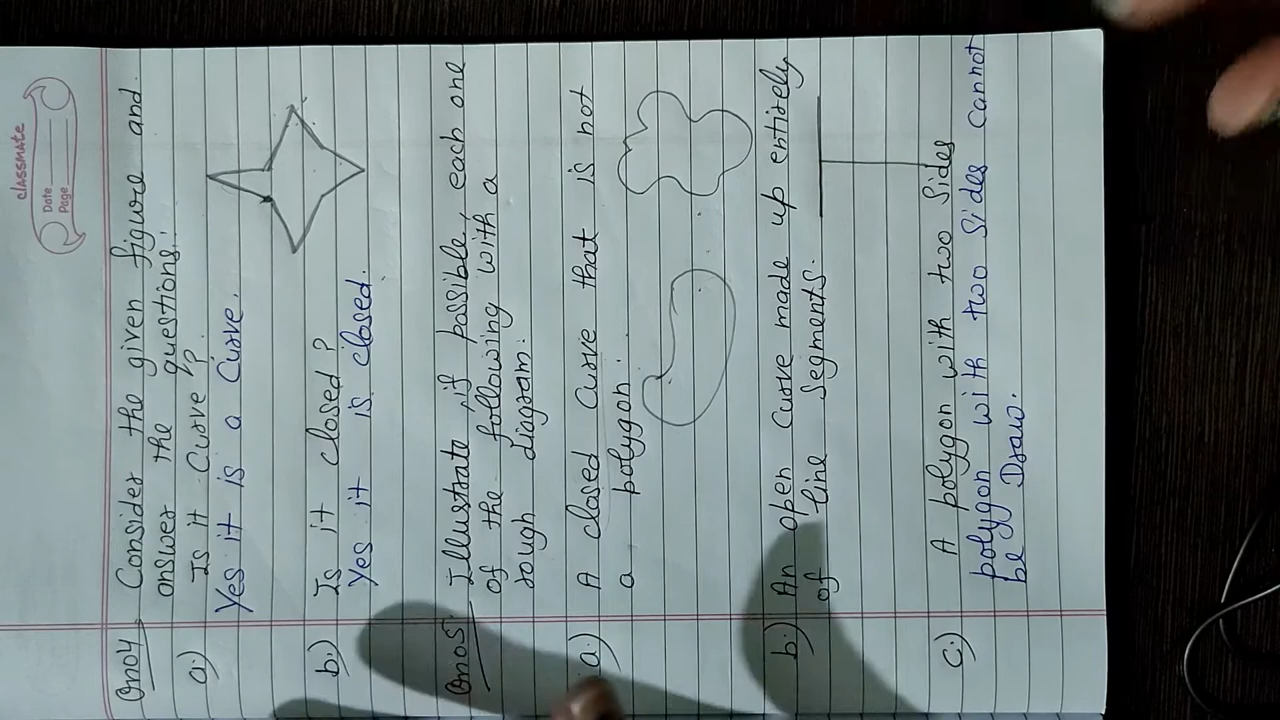 classmate
Date
Page
Qno4. Consider the given figure and
answer the questions.
a.) Is it Curve?
Yes it is a Curve.
b.) Is it closed?
Yes it is closed.
Qno5. Illustrate, if possible, each one
of the following with a
rough diagram.
a.) A closed Curve that is not
a polygon.
b.) An open Curve made up entirely
of line segments.
c.) A polygon with two sides
polygon with two sides cannot
be Draw.